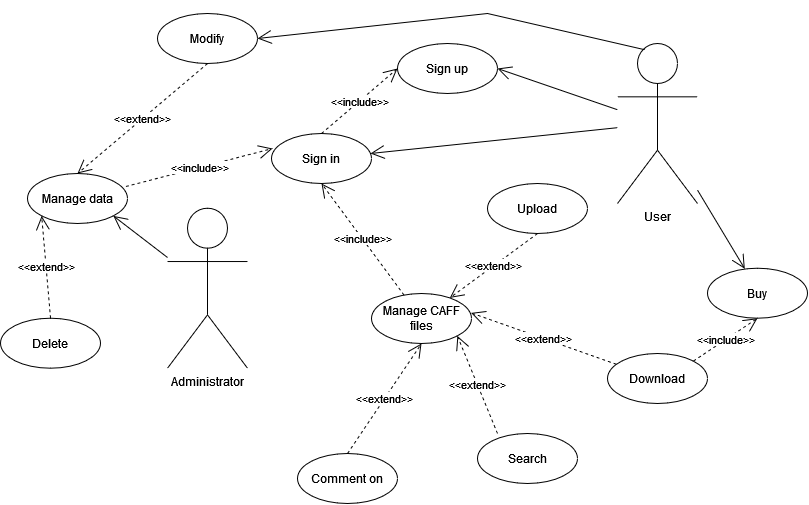 Modify
Sign up
<<include>>
<<extend>>
Sign in
<<include>>
Manage data
Upload
User
<<include>>
<<extend>>
<<extend>>
Buy
Manage CAFF
files
<<extend>>
<<include>>
Delete
Administrator
Download
<<extend>>
<<extend>>
Comment on
Search